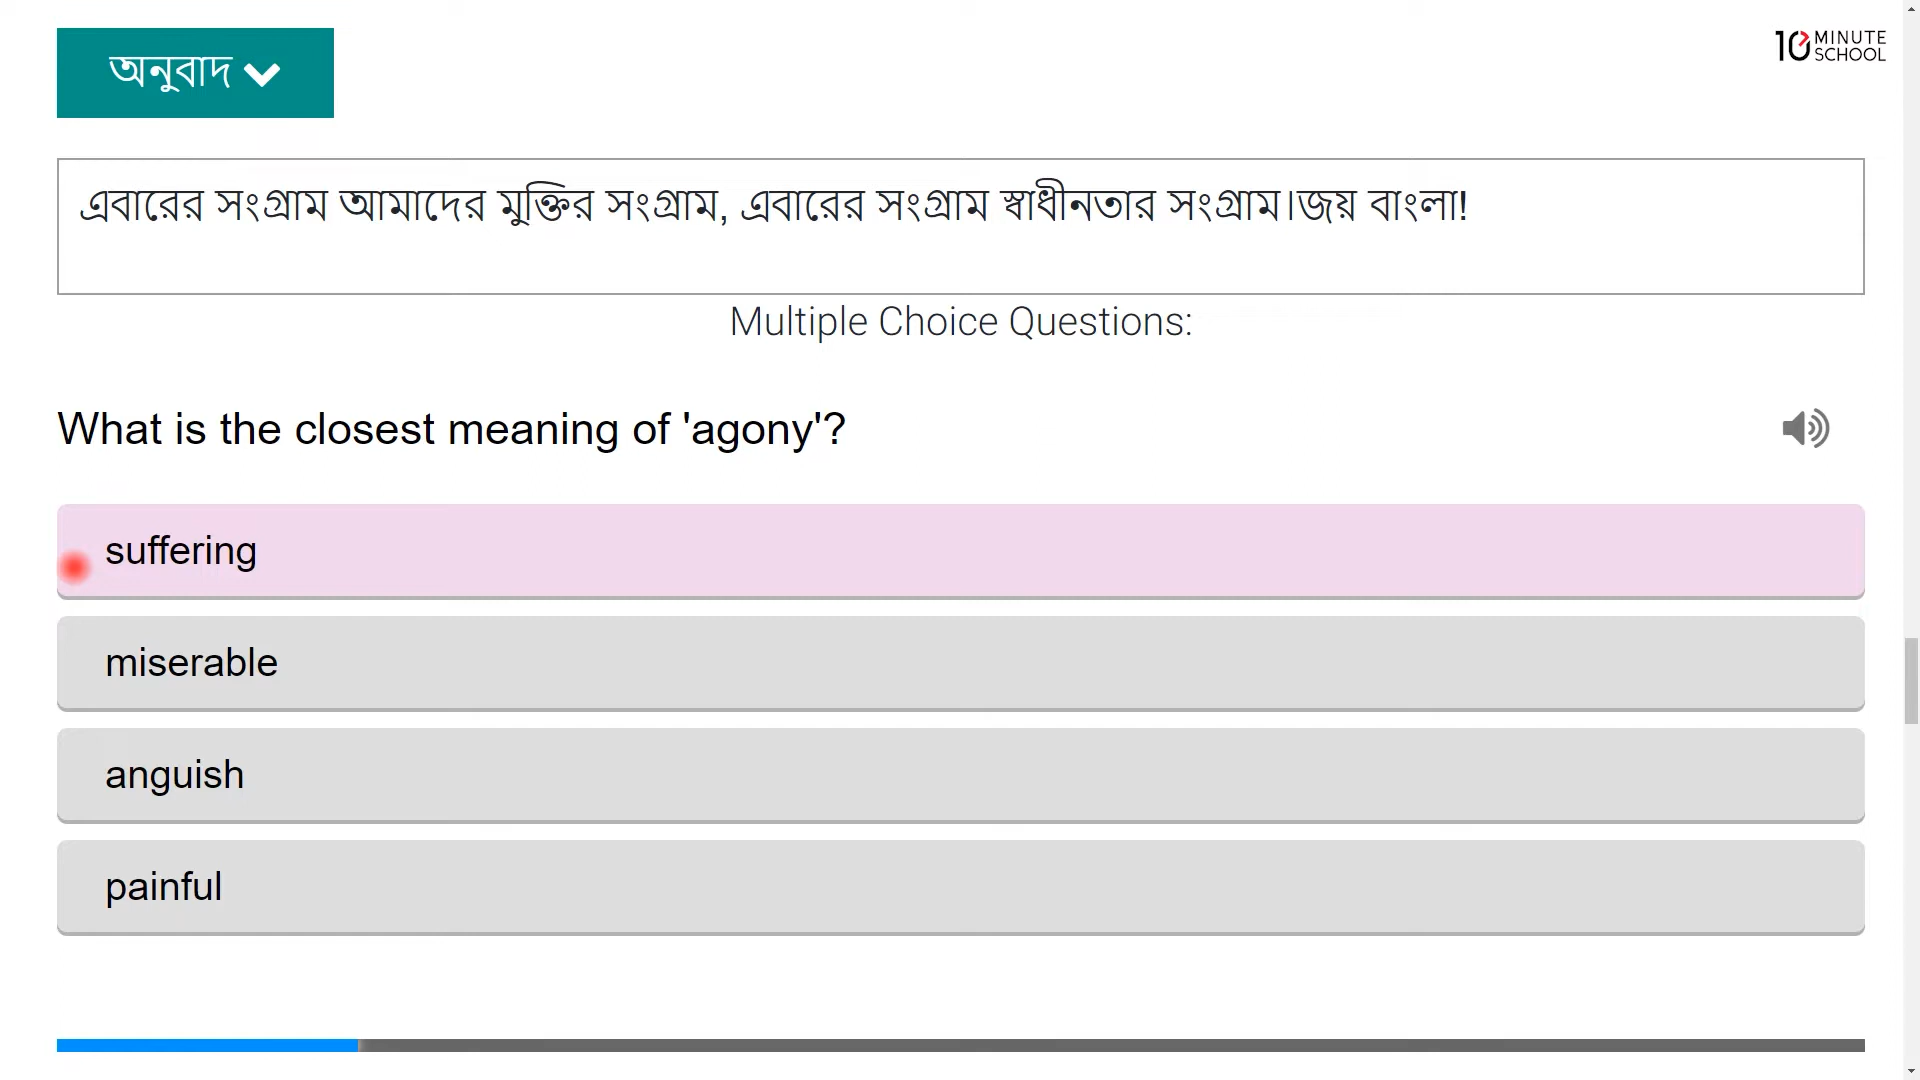 অনুবাদ
10 MINUTE SCHOOL
এবারের সংগ্রাম আমাদের মুক্তির সংগ্রাম, এবারের সংগ্রাম স্বাধীনতার সংগ্রাম।জয় বাংলা!
Multiple Choice Questions:
What is the closest meaning of 'agony'?
suffering
miserable
anguish
painful